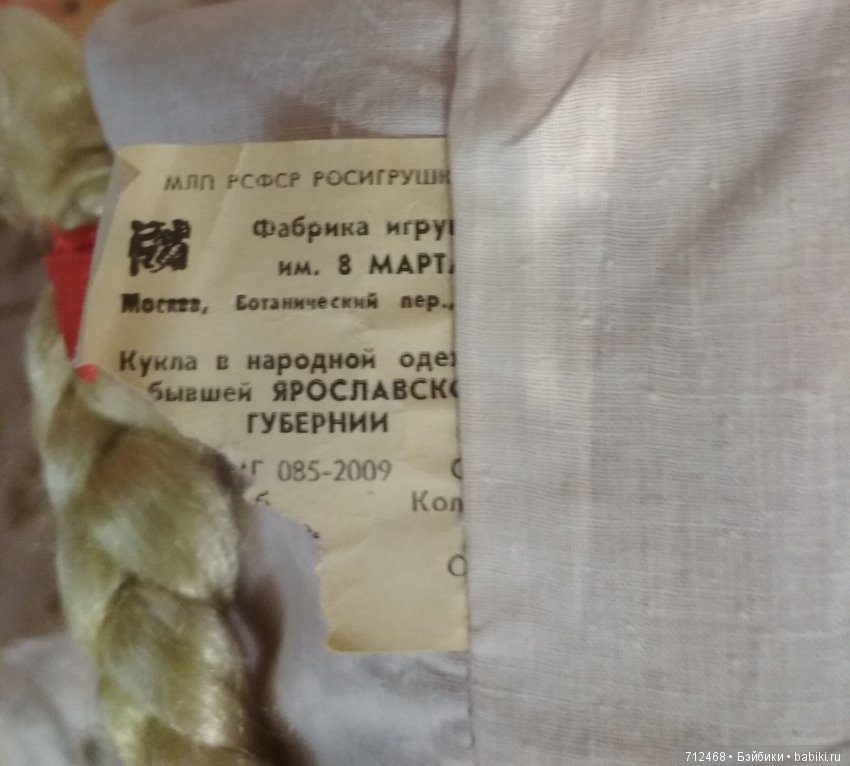 МЛП РСФСР РОСИГРУШК
Фабрика игру
им. 8 МАРТА
Москва, Ботанический пер.,
Кукла в народной оде
бывшей ЯРОСЛАВСКО
ГУБЕРНИИ
085-2009
Кол
712468 • Бэйбики • babiki.ru